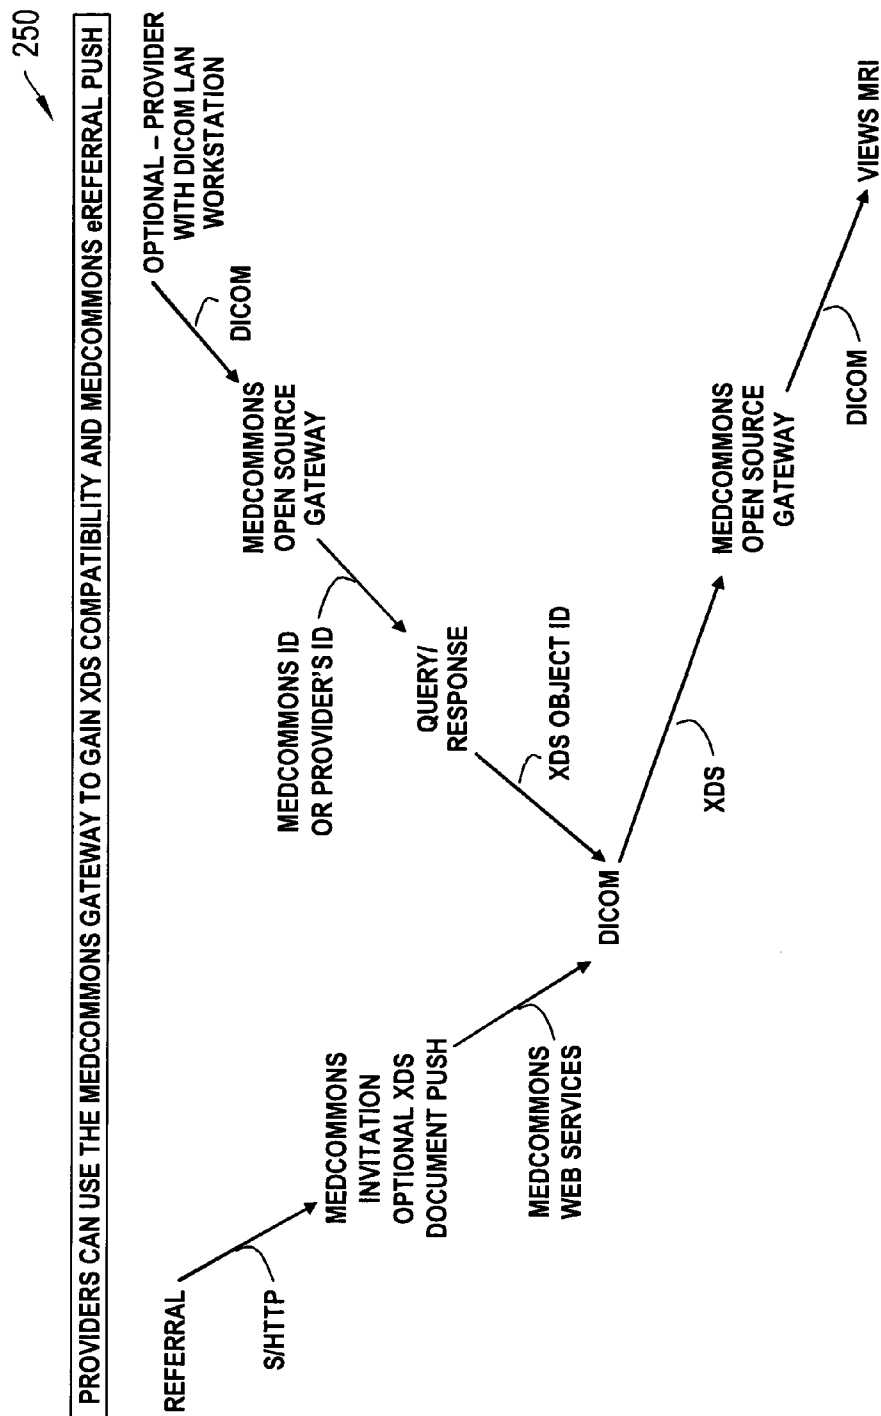 250
PROVIDERS CAN USE THE MEDCOMMONS GATEWAY TO GAIN XDS COMPATIBILITY AND MEDCOMMONS eREFERRAL PUSH
REFERRAL
S/HTTP
MEDCOMMONS
INVITATION
OPTIONAL XDS
DOCUMENT PUSH
MEDCOMMONS
WEB SERVICES
OPTIONAL – PROVIDER
WITH DICOM LAN
WORKSTATION
DICOM
MEDCOMMONS
OPEN SOURCE
GATEWAY
MEDCOMMONS ID
OR PROVIDER'S ID
QUERY/
RESPONSE
XDS OBJECT ID
DICOM
XDS
MEDCOMMONS
OPEN SOURCE
GATEWAY
DICOM
VIEWS MRI